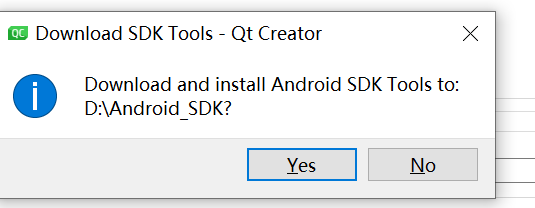 QC Download SDK Tools - Qt Creator
Download and install Android SDK Tools to:
D:\Android_SDK?
Yes No